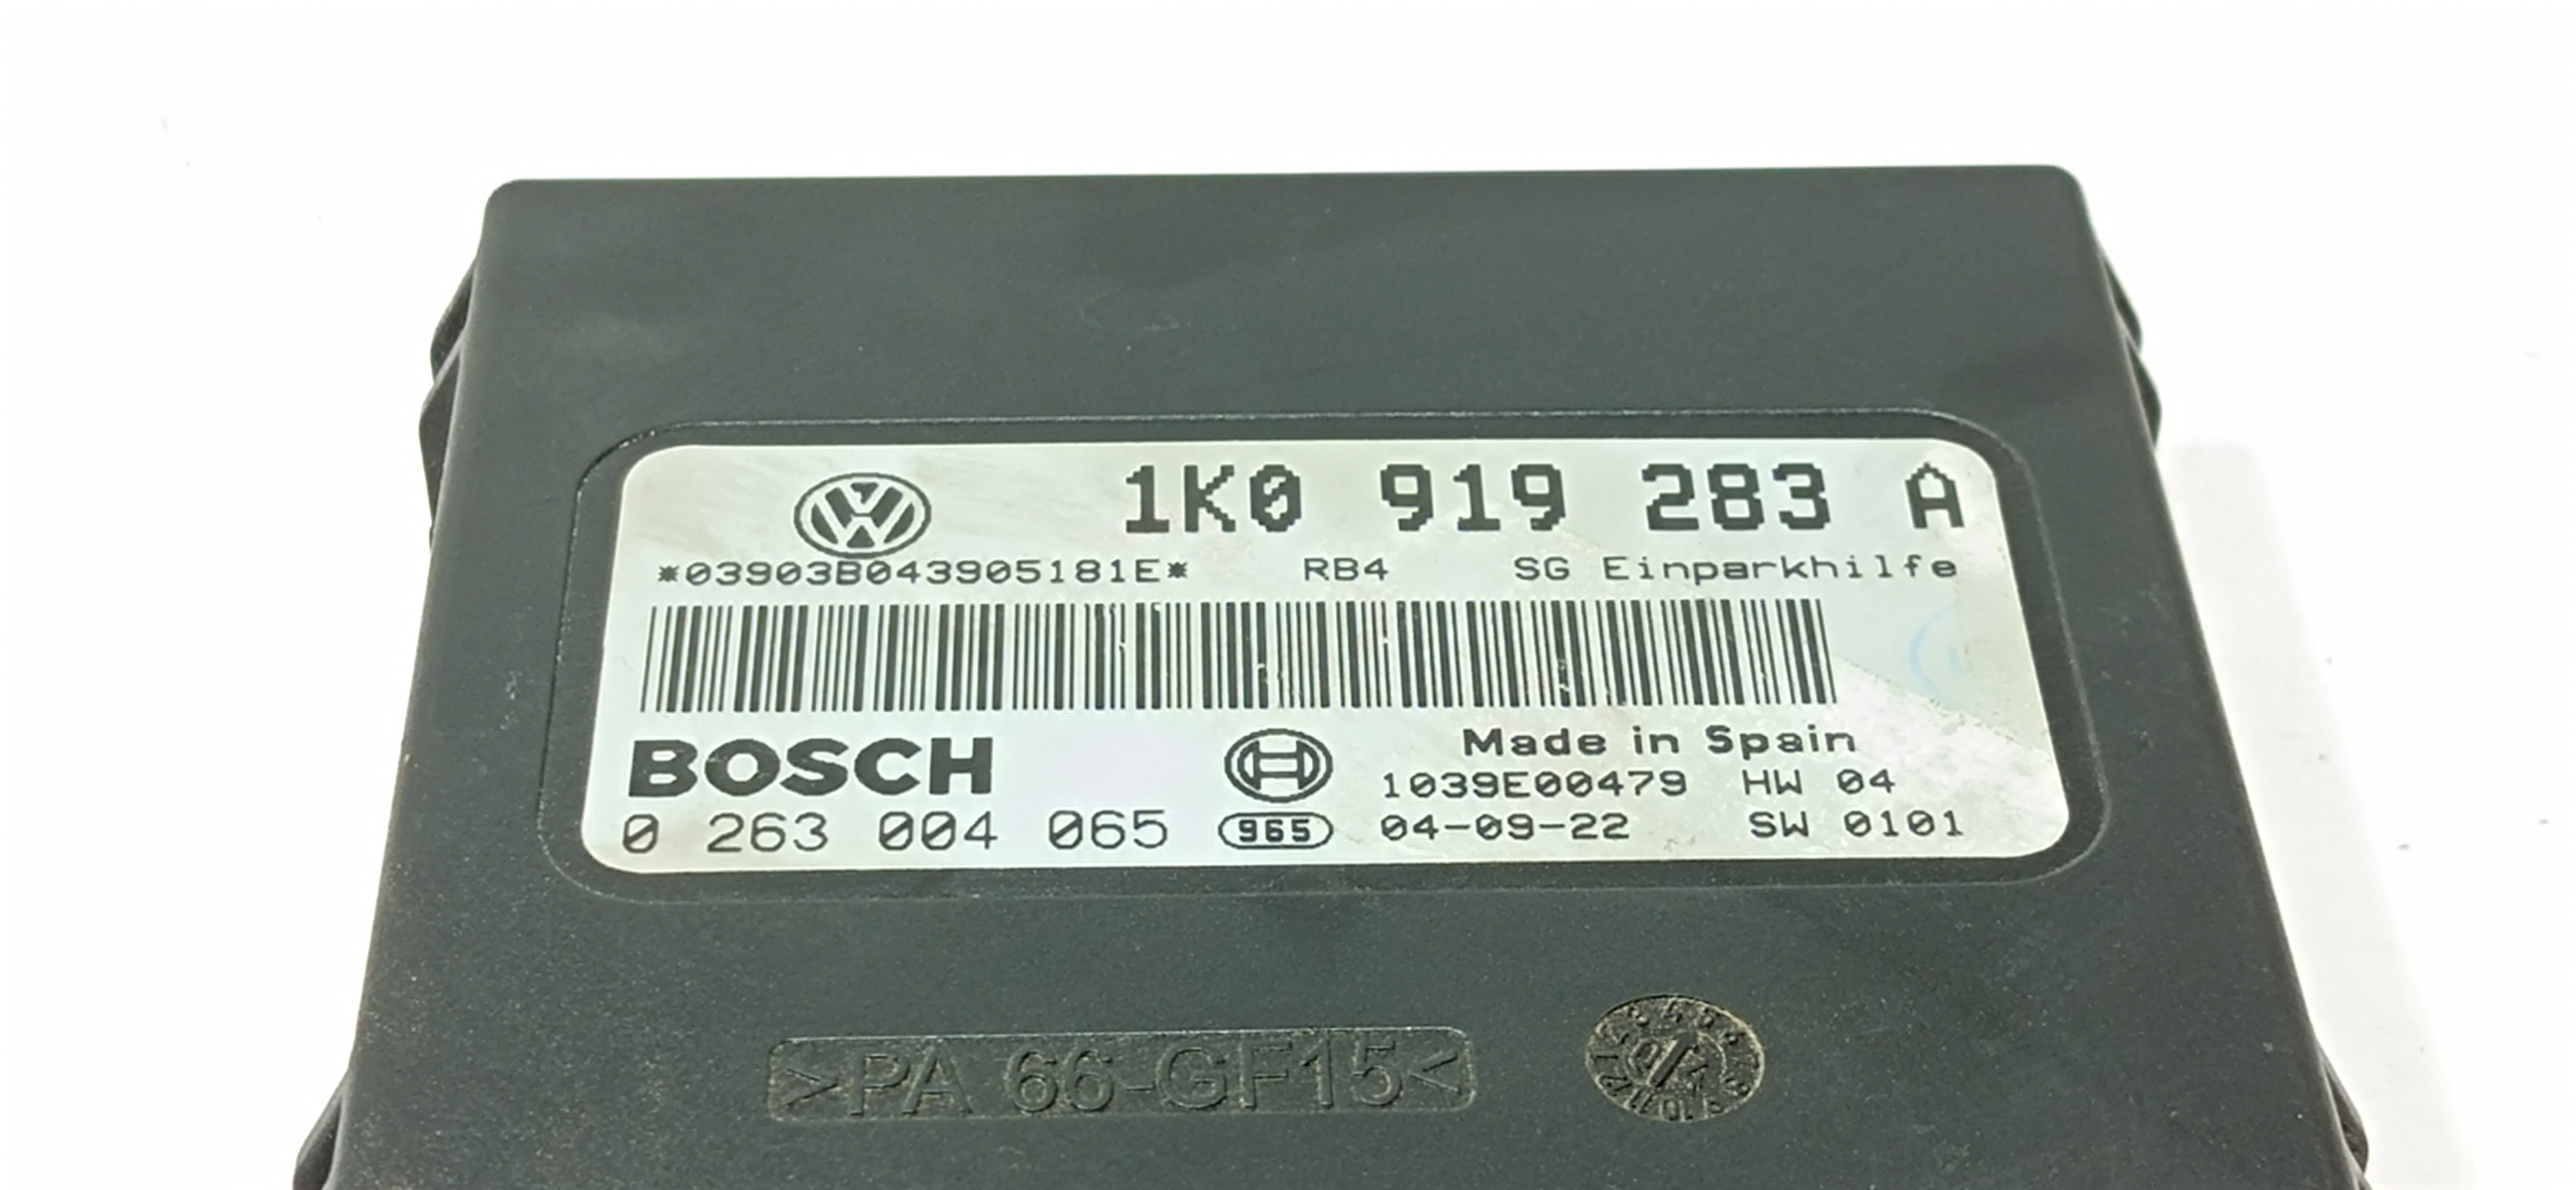 1K0 919 283 A
*03903B043905181E* RB4 SG Einparkhilfe
BOSCH
Made in Spain
1039E00479 HW 04
0 263 004 065 965 04-09-22 SW 0101
>PA 66-GF15<